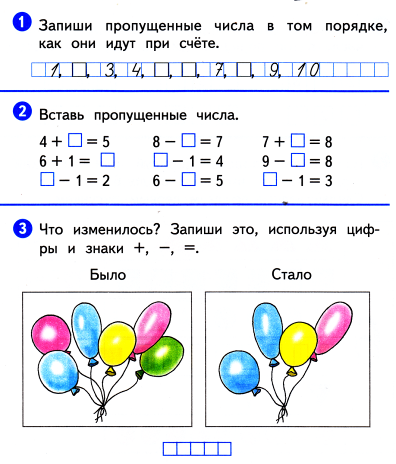 1 Запиши пропущенные числа в том порядке,
как они идут при счёте.
1, □, 3, 4, □, □, 7, □, 9, 10
2 Вставь пропущенные числа.
4 + □ = 5 8 − □ = 7 7 + □ = 8
6 + 1 = □ □ − 1 = 4 9 − □ = 8
□ − 1 = 2 6 − □ = 5 □ − 1 = 3
3 Что изменилось? Запиши это, используя циф-
ры и знаки +, −, =.
Было Стало